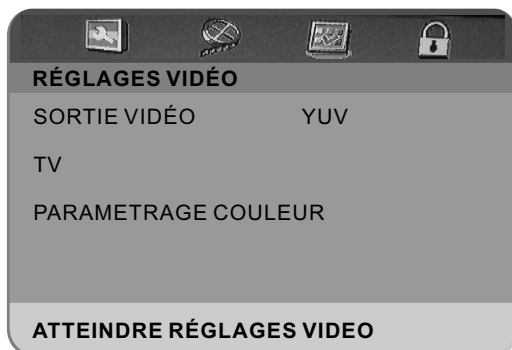 RÉGLAGES VIDÉO
SORTIE VIDÉO YUV
TV
PARAMETRAGE COULEUR
ATTEINDRE RÉGLAGES VIDEO